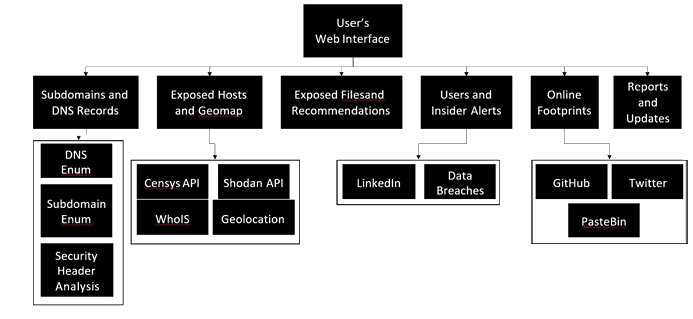 User's
Web Interface
Subdomains and
DNS Records
Exposed Hosts
and Geomap
Exposed Filesand
Recommendations
Users and
Insider Alerts
Online
Footprints
Reports
and
Updates
DNS
Enum
Subdomain
Enum
Security
Header
Analysis
Censys API
Shodan API
WhoIS
Geolocation
LinkedIn
Data
Breaches
GitHub
Twitter
PasteBin